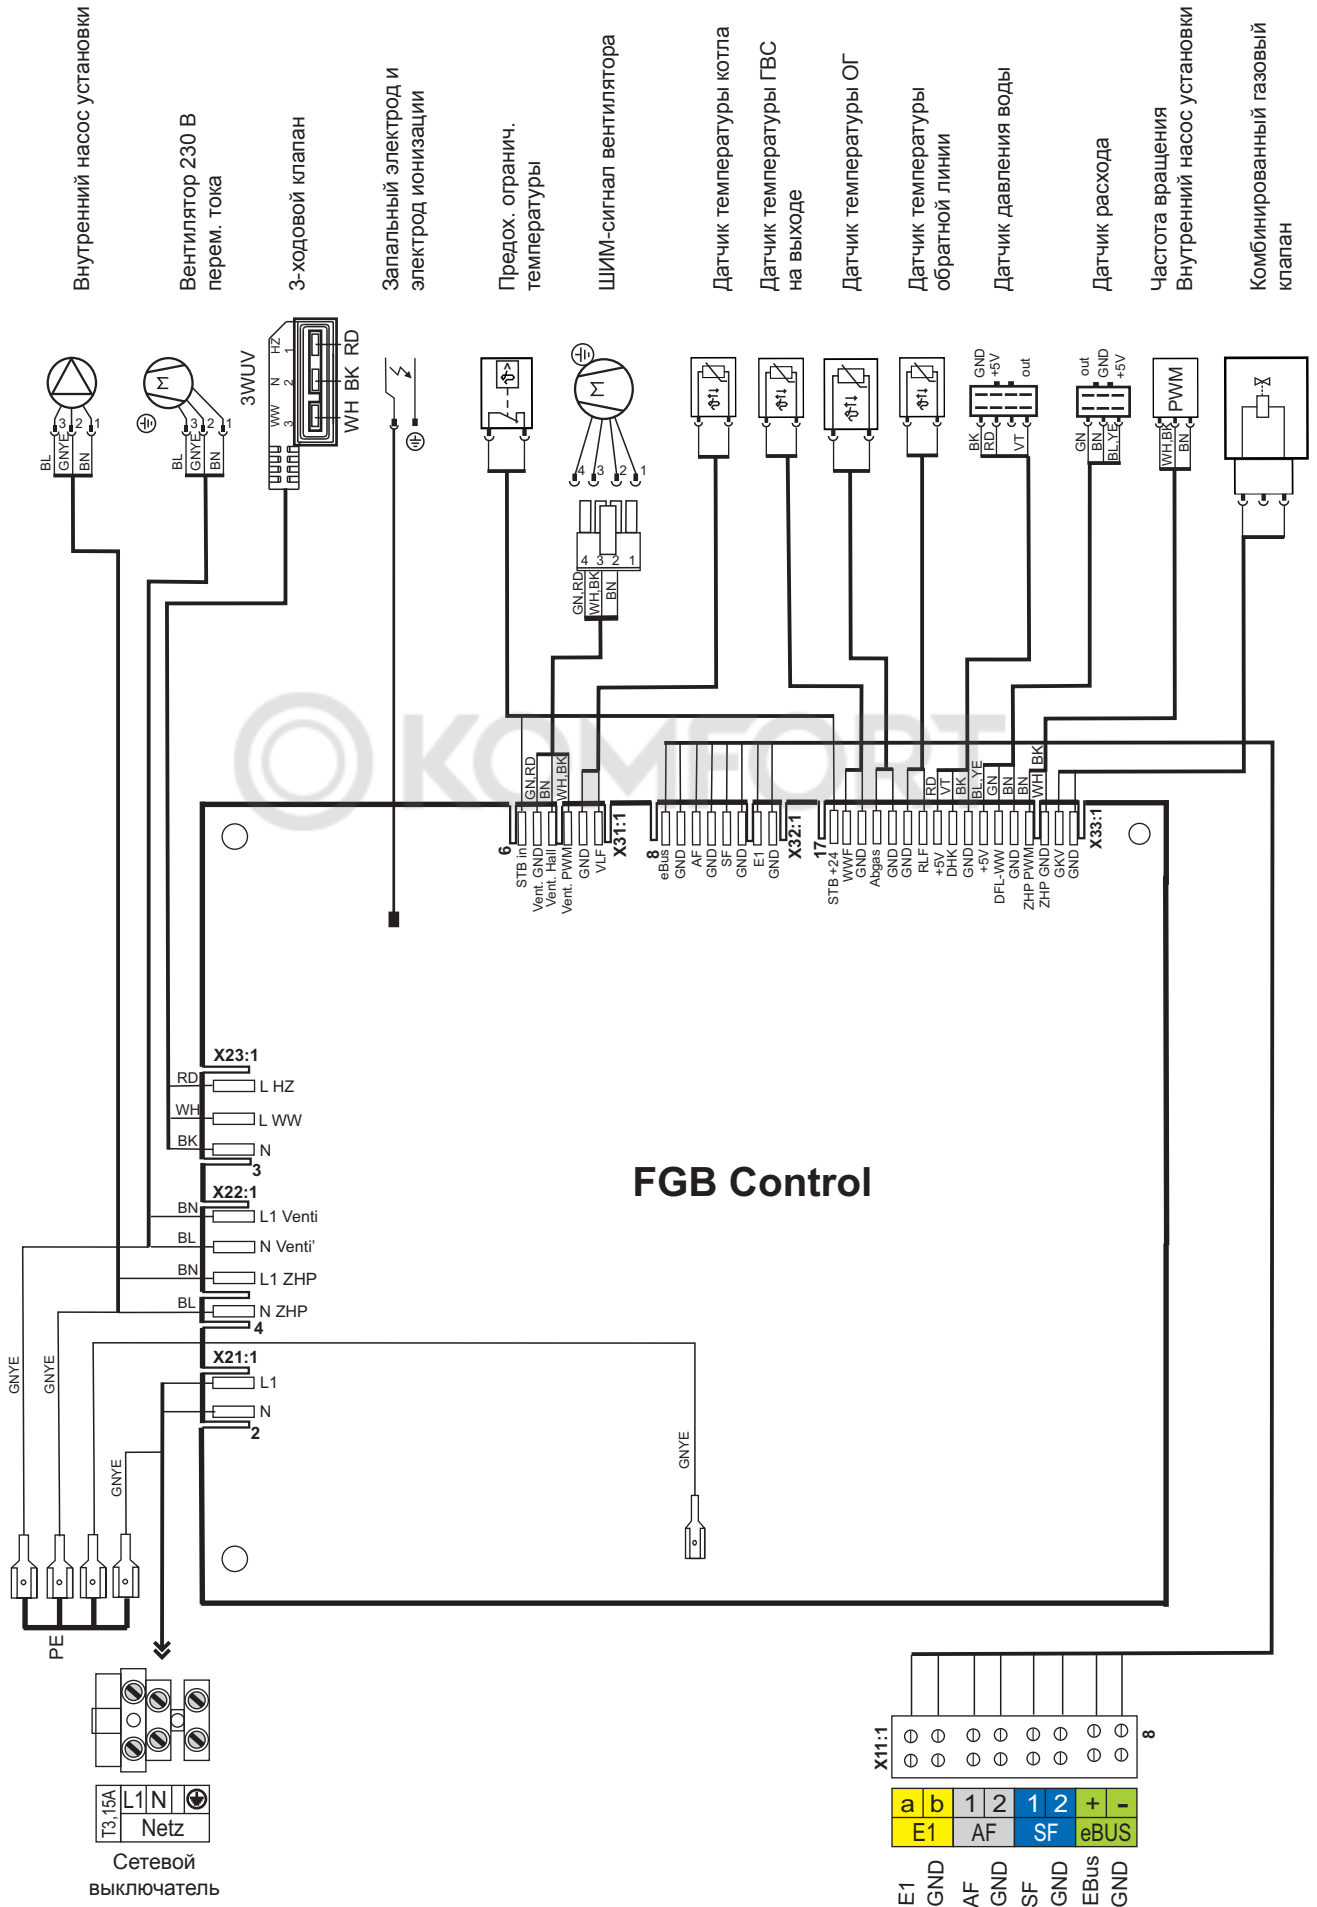 Внутренний насос установки
Вентилятор 230 В
перем. тока
3-ходовой клапан
Запальный электрод и
электрод ионизации
Предох. огранич.
температуры
ШИМ-сигнал вентилятора
Датчик температуры котла
Датчик температуры ГВС
на выходе
Датчик температуры ОГ
Датчик температуры
обратной линии
Датчик давления воды
Датчик расхода
Частота вращения
Внутренний насос установки
Комбинированный газовый
клапан
3 2 1
BL
GNYE
BN
Σ
3 2 1
BL
GNYE
BN
3WUV
HZ
N
WW
1
2
3
WH BK RD
ϑ>
Σ
4 3 2 1
4 3 2 1
GN,RD
WH,BK
BN
GND
+5V
out
BK
RD
VT
out
GND
+5V
GN
BN
BL,YE
PWM
WH,BK
BN
KOMFORT
GN,RD
BN
WH,BK
RD
VT
BK
BL,YE
GN
BN
BN
WH, BK
6
STB in
Vent. GND
Vent. Hall
Vent. PWM
GND
VLF
X31:1
8
eBus
GND
AF
GND
SF
GND
E1
GND
X32:1
17
STB +24
WWF
GND
Abgas
GND
GND
RLF
+5V
DHK
GND
+5V
DFL-WW
GND
ZHP PWM
ZHP GND
GKV
GND
X33:1
X23:1
RD L HZ
WH L WW
BK N
3
X22:1
BN L1 Venti
BL N Venti'
BN L1 ZHP
BL N ZHP
4
X21:1
L1
N
2
FGB Control
GNYE
GNYE
GNYE
GNYE
PE
T3,15A
L1 N
Netz
Сетевой
выключатель
X11:1
8
a b 1 2 1 2 + -
E1 AF SF eBUS
E1
GND
AF
GND
SF
GND
EBus
GND